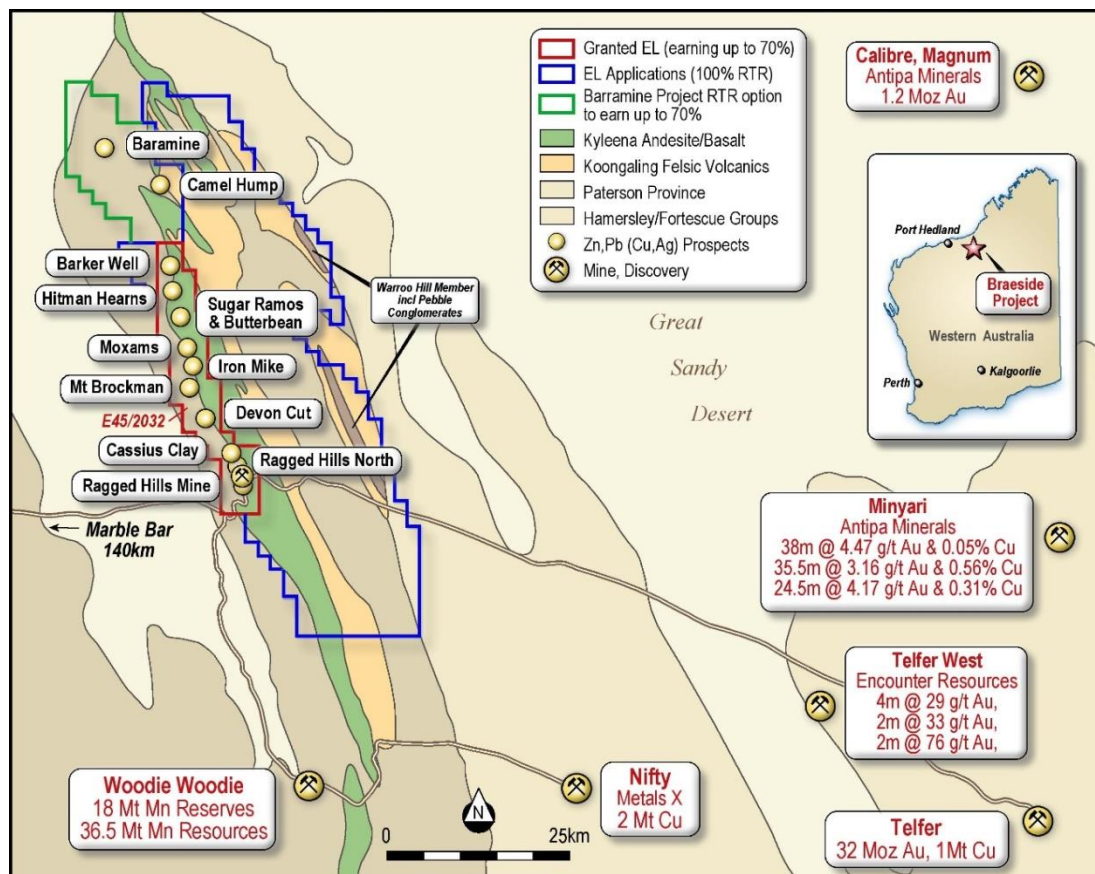 Granted EL (earning up to 70%)
EL Applications (100% RTR)
Barramine Project RTR option
to earn up to 70%
Kyleena Andesite/Basalt
Koongaling Felsic Volcanics
Paterson Province
Hamersley/Fortescue Groups
Zn,Pb (Cu,Ag) Prospects
Mine, Discovery
Calibre, Magnum
Antipa Minerals
1.2 Moz Au
Baramine
Camel Hump
Barker Well
Hitman Hearns
Sugar Ramos
& Butterbean
Moxams
Iron Mike
Mt Brockman
E45/2032
Devon Cut
Cassius Clay
Ragged Hills North
Ragged Hills Mine
Warroo Hill Member
incl Pebble
Conglomerates
Marble Bar
140km
Great
Sandy
Desert
Port Hedland
Braeside
Project
Western Australia
Kalgoorlie
Perth
Minyari
Antipa Minerals
38m @ 4.47 g/t Au & 0.05% Cu
35.5m @ 3.16 g/t Au & 0.56% Cu
24.5m @ 4.17 g/t Au & 0.31% Cu
Telfer West
Encounter Resources
4m @ 29 g/t Au,
2m @ 33 g/t Au,
2m @ 76 g/t Au,
Woodie Woodie
18 Mt Mn Reserves
36.5 Mt Mn Resources
N
0 25km
Nifty
Metals X
2 Mt Cu
Telfer
32 Moz Au, 1Mt Cu